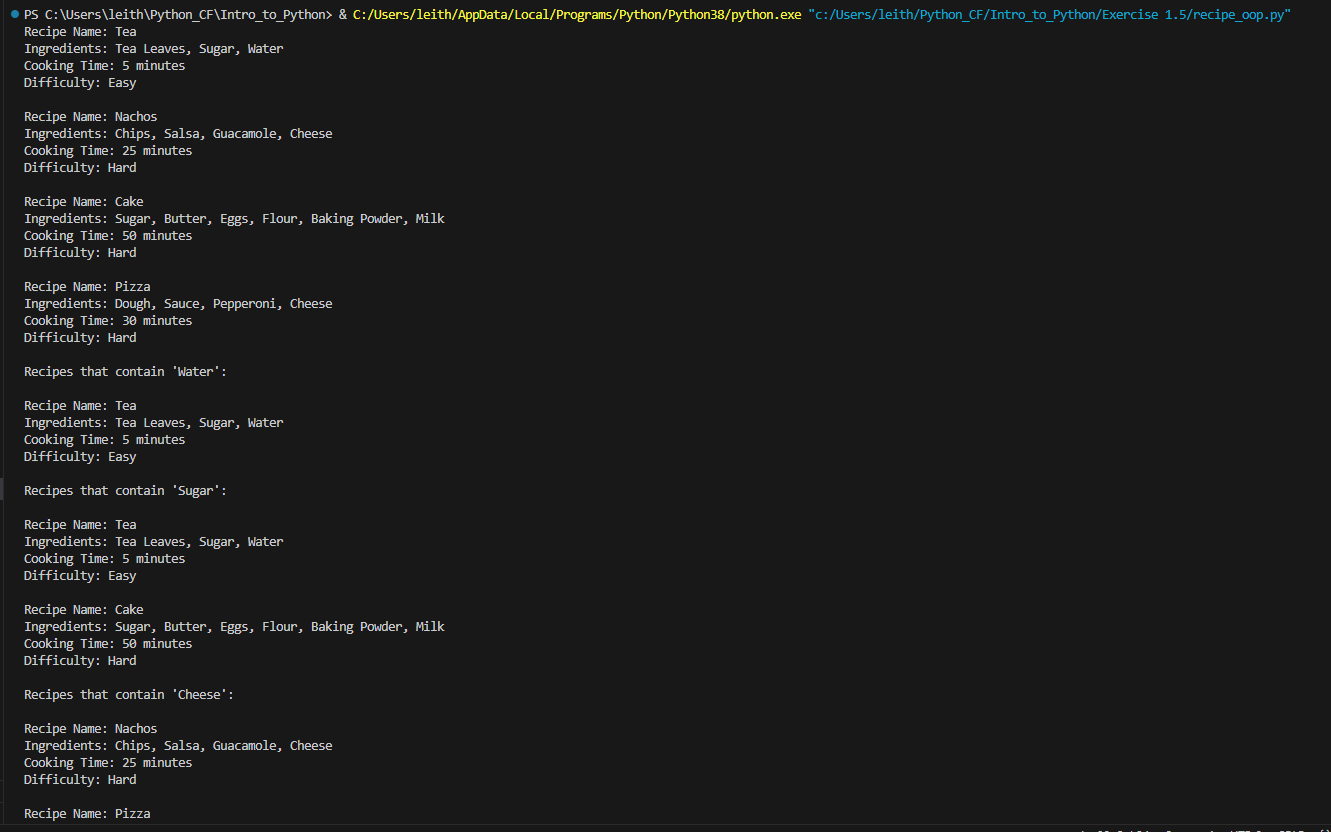 PS C:\Users\leith\Python_CF\Intro_to_Python> & C:/Users/leith/AppData/Local/Programs/Python/Python38/python.exe "c:/Users/leith/Python_CF/Intro_to_Python/Exercise 1.5/recipe_oop.py"
Recipe Name: Tea
Ingredients: Tea Leaves, Sugar, Water
Cooking Time: 5 minutes
Difficulty: Easy
Recipe Name: Nachos
Ingredients: Chips, Salsa, Guacamole, Cheese
Cooking Time: 25 minutes
Difficulty: Hard
Recipe Name: Cake
Ingredients: Sugar, Butter, Eggs, Flour, Baking Powder, Milk
Cooking Time: 50 minutes
Difficulty: Hard
Recipe Name: Pizza
Ingredients: Dough, Sauce, Pepperoni, Cheese
Cooking Time: 30 minutes
Difficulty: Hard
Recipes that contain 'Water':
Recipe Name: Tea
Ingredients: Tea Leaves, Sugar, Water
Cooking Time: 5 minutes
Difficulty: Easy
Recipes that contain 'Sugar':
Recipe Name: Tea
Ingredients: Tea Leaves, Sugar, Water
Cooking Time: 5 minutes
Difficulty: Easy
Recipe Name: Cake
Ingredients: Sugar, Butter, Eggs, Flour, Baking Powder, Milk
Cooking Time: 50 minutes
Difficulty: Hard
Recipes that contain 'Cheese':
Recipe Name: Nachos
Ingredients: Chips, Salsa, Guacamole, Cheese
Cooking Time: 25 minutes
Difficulty: Hard
Recipe Name: Pizza